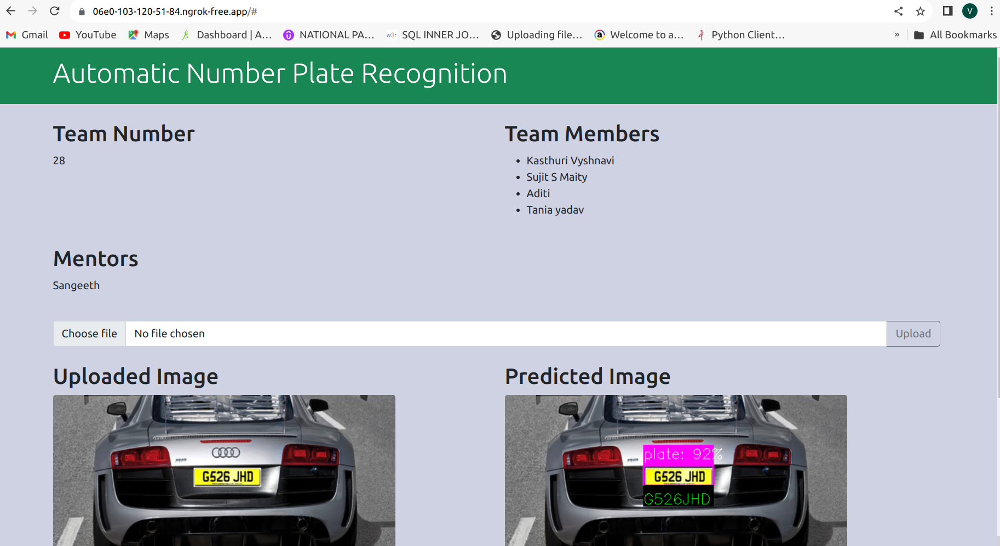 06e0-103-120-51-84.ngrok-free.app/#
V
Gmail
YouTube
Maps
Dashboard | A...
NATIONAL PA...
w3r
SQL INNER JO...
Uploading file...
a
Welcome to a...
Python Client...
»
All Bookmarks
Automatic Number Plate Recognition
Team Number
28
Team Members
• Kasthuri Vyshnavi
• Sujit S Maity
• Aditi
• Tania yadav
Mentors
Sangeeth
Choose file
No file chosen
Upload
Uploaded Image
Predicted Image
G526 JHD
plate: 92%
G526 JHD
G526JHD